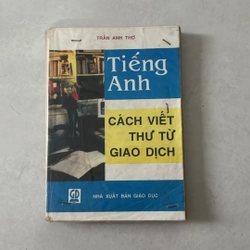 TRẦN ANH THƠ
Tiếng
Anh
CÁCH VIẾT
THƯ TỪ
GIAO DỊCH
NHÀ XUẤT BẢN GIÁO DỤC